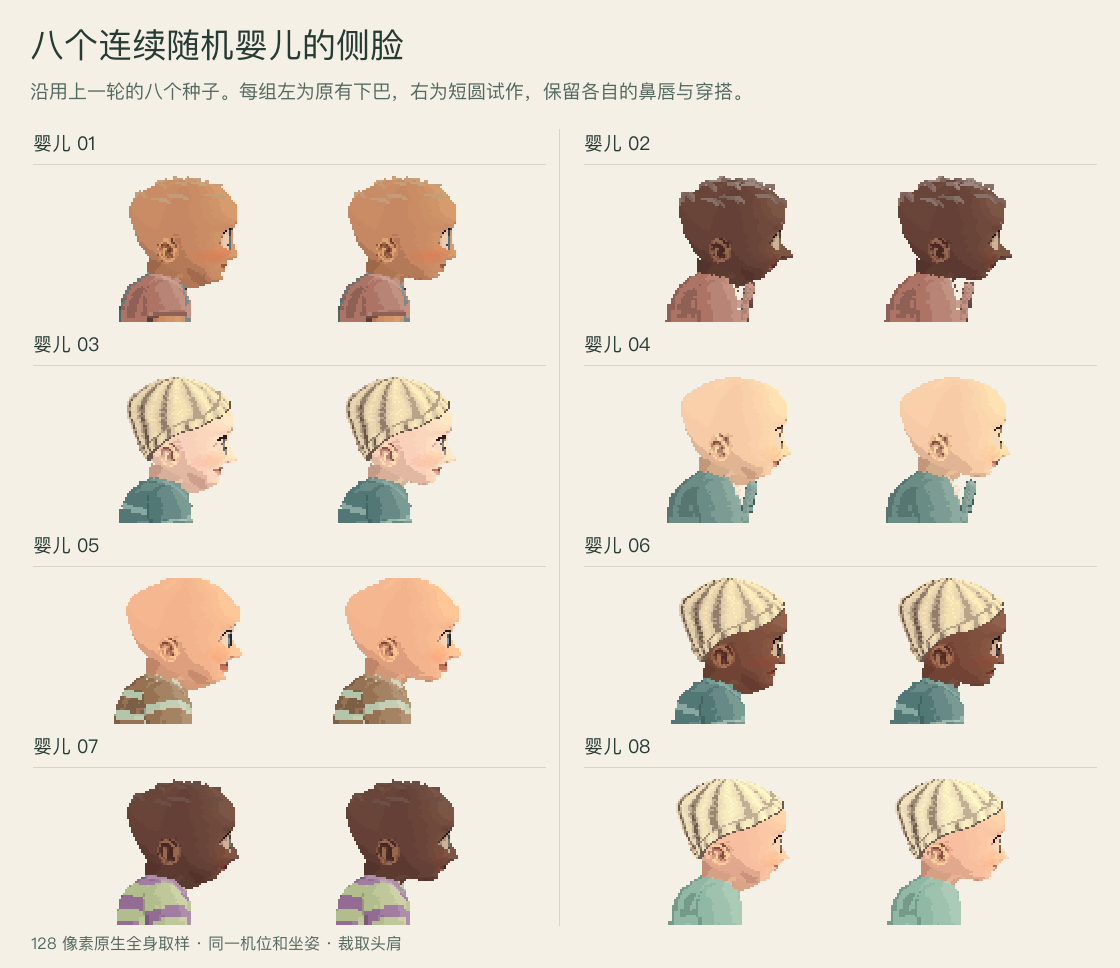 八个连续随机婴儿的侧脸
沿用上一轮的八个种子。每组左为原有下巴，右为短圆试作，保留各自的鼻唇与穿搭。
婴儿 01
婴儿 02
婴儿 03
婴儿 04
婴儿 05
婴儿 06
婴儿 07
婴儿 08
128 像素原生全身取样 · 同一机位和坐姿 · 裁取头肩